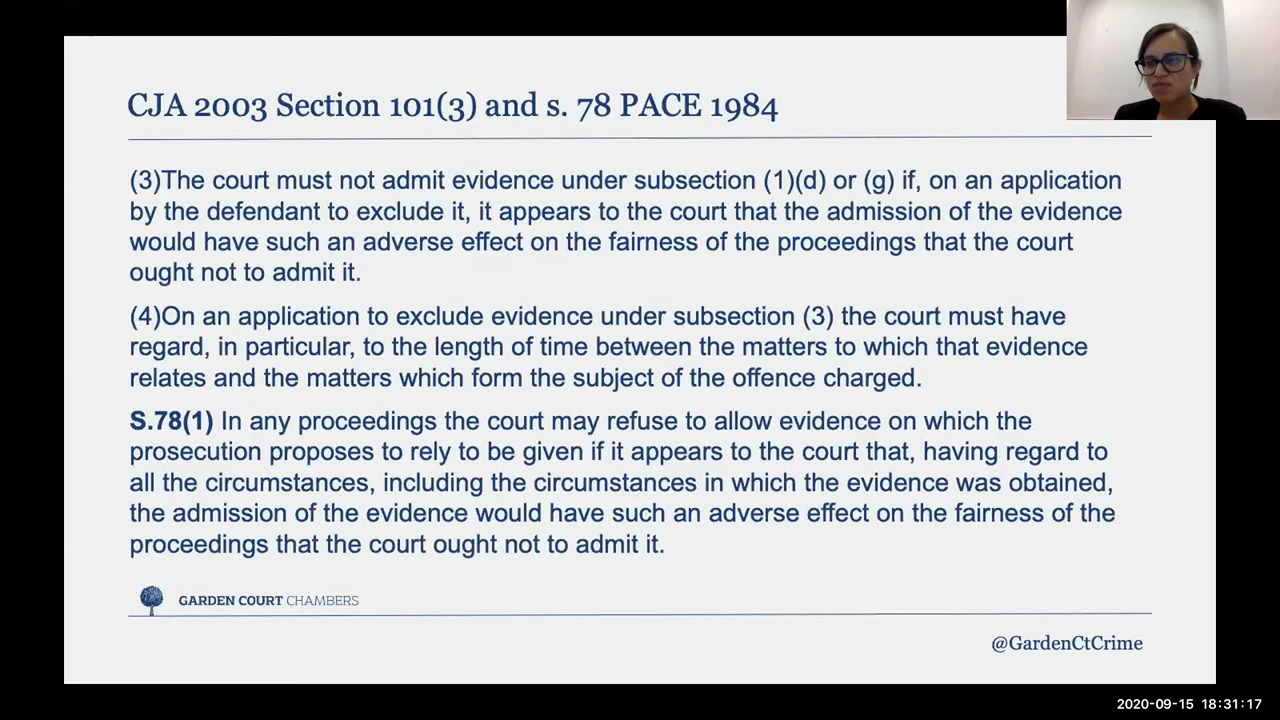 CJA 2003 Section 101(3) and s. 78 PACE 1984
(3)The court must not admit evidence under subsection (1)(d) or (g) if, on an application
by the defendant to exclude it, it appears to the court that the admission of the evidence
would have such an adverse effect on the fairness of the proceedings that the court
ought not to admit it.
(4)On an application to exclude evidence under subsection (3) the court must have
regard, in particular, to the length of time between the matters to which that evidence
relates and the matters which form the subject of the offence charged.
S.78(1) In any proceedings the court may refuse to allow evidence on which the
prosecution proposes to rely to be given if it appears to the court that, having regard to
all the circumstances, including the circumstances in which the evidence was obtained,
the admission of the evidence would have such an adverse effect on the fairness of the
proceedings that the court ought not to admit it.
GARDEN COURT CHAMBERS
@GardenCtCrime
2020-09-15 18:31:17